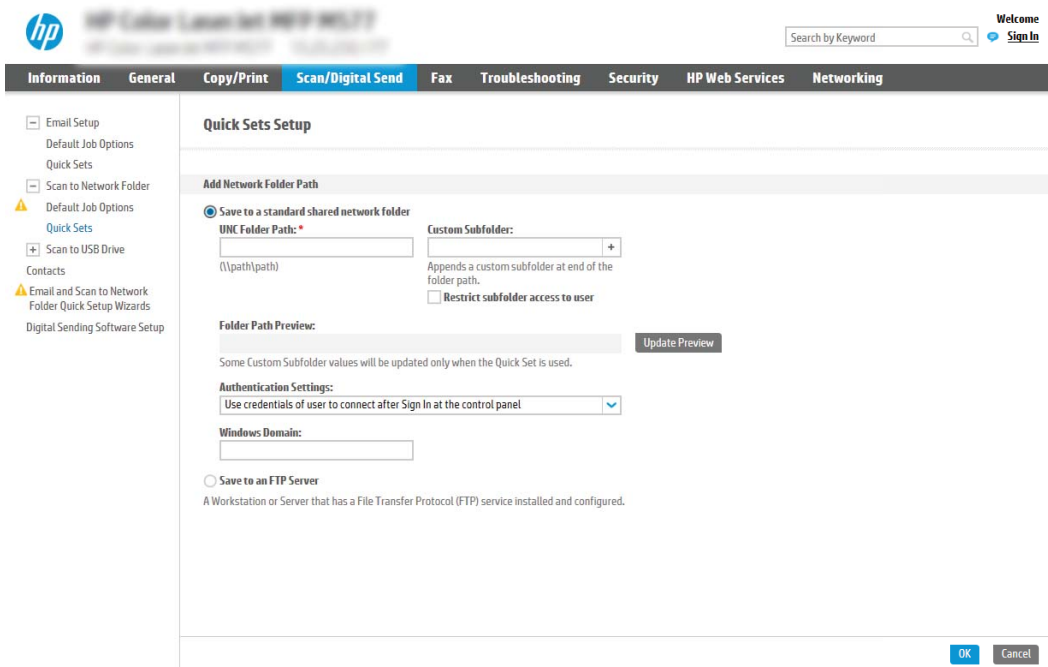 hp
Welcome
Search by Keyword
Sign In
Information General Copy/Print Scan/Digital Send Fax Troubleshooting Security HP Web Services Networking
Email Setup
Default Job Options
Quick Sets
Scan to Network Folder
Default Job Options
Quick Sets
Scan to USB Drive
Contacts
Email and Scan to Network
Folder Quick Setup Wizards
Digital Sending Software Setup
Quick Sets Setup
Add Network Folder Path
Save to a standard shared network folder
UNC Folder Path: * Custom Subfolder:
(\\path\path) Appends a custom subfolder at end of the
folder path.
Restrict subfolder access to user
Folder Path Preview:
Update Preview
Some Custom Subfolder values will be updated only when the Quick Set is used.
Authentication Settings:
Use credentials of user to connect after Sign In at the control panel
Windows Domain:
Save to an FTP Server
A Workstation or Server that has a File Transfer Protocol (FTP) service installed and configured.
OK Cancel